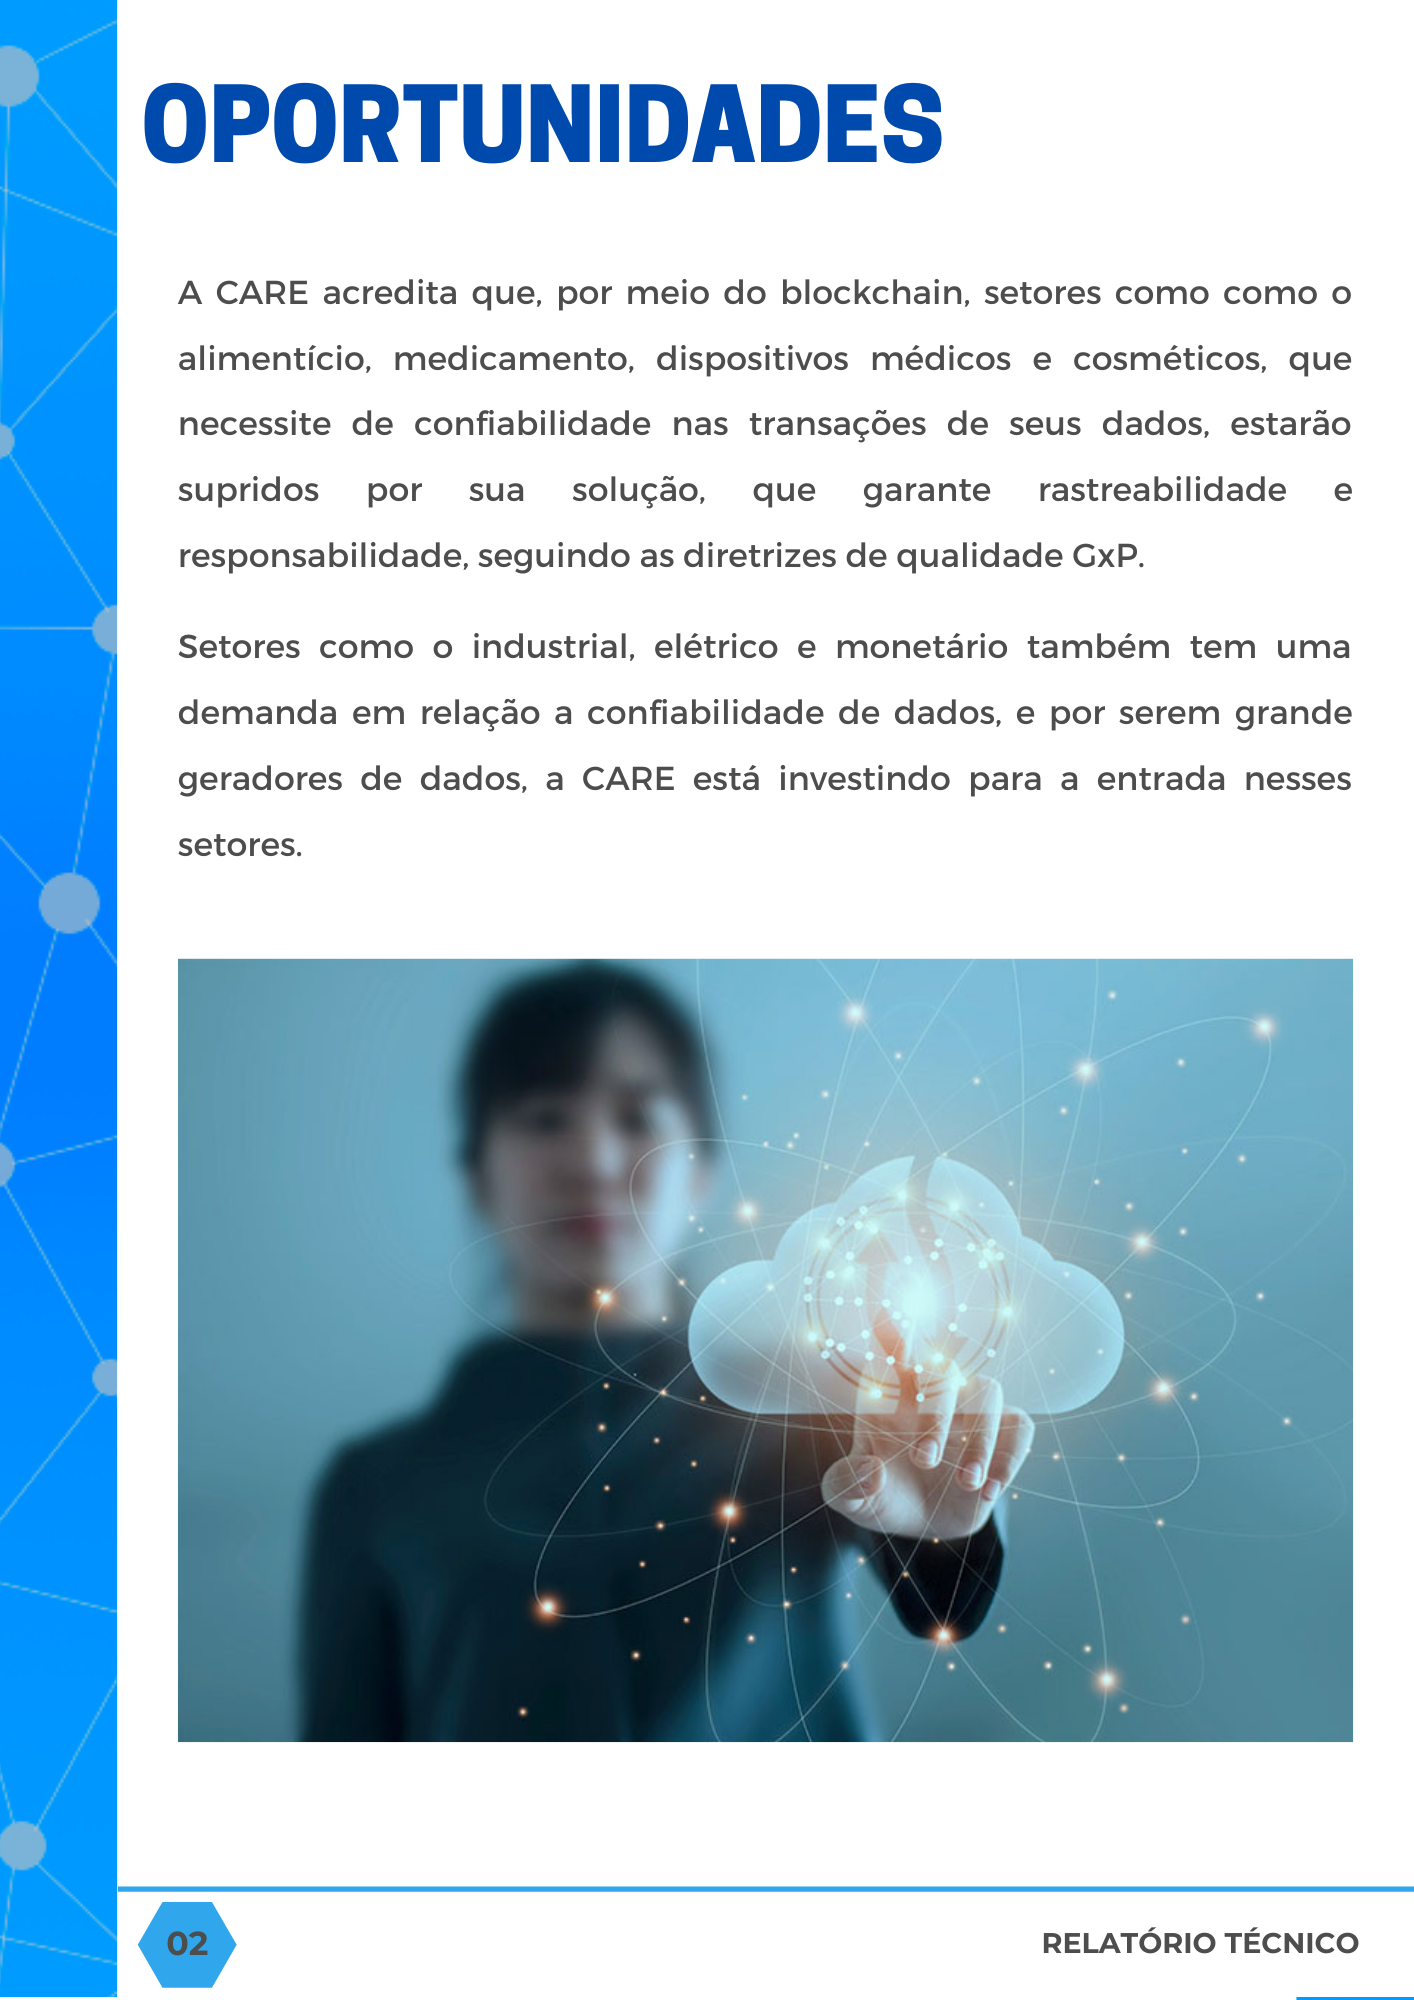 OPORTUNIDADES
A CARE acredita que, por meio do blockchain, setores como como o
alimentício, medicamento, dispositivos médicos e cosméticos, que
necessite de confiabilidade nas transações de seus dados, estarão
supridos por sua solução, que garante rastreabilidade e
responsabilidade, seguindo as diretrizes de qualidade GxP.
Setores como o industrial, elétrico e monetário também tem uma
demanda em relação a confiabilidade de dados, e por serem grande
geradores de dados, a CARE está investindo para a entrada nesses
setores.
02
RELATÓRIO TÉCNICO